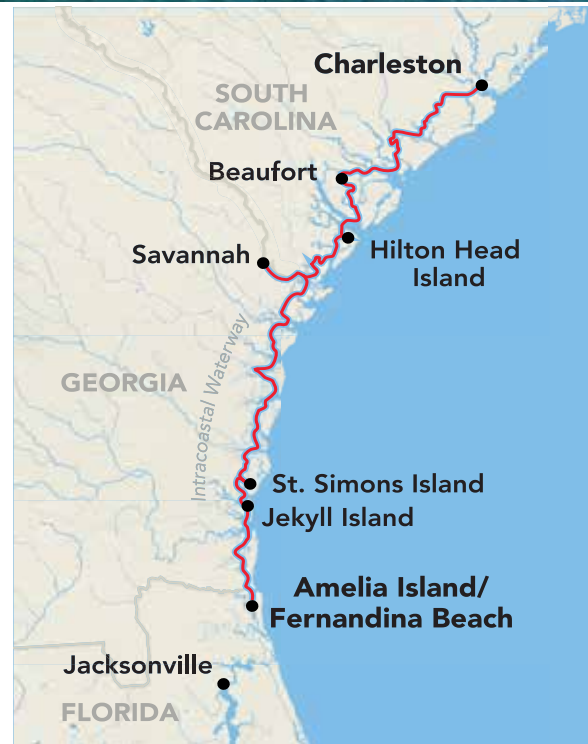 Charleston
SOUTH
CAROLINA
Beaufort
Savannah
Hilton Head
Island
Intracoastal Waterway
GEORGIA
St. Simons Island
Jekyll Island
Amelia Island/
Fernandina Beach
Jacksonville
FLORIDA